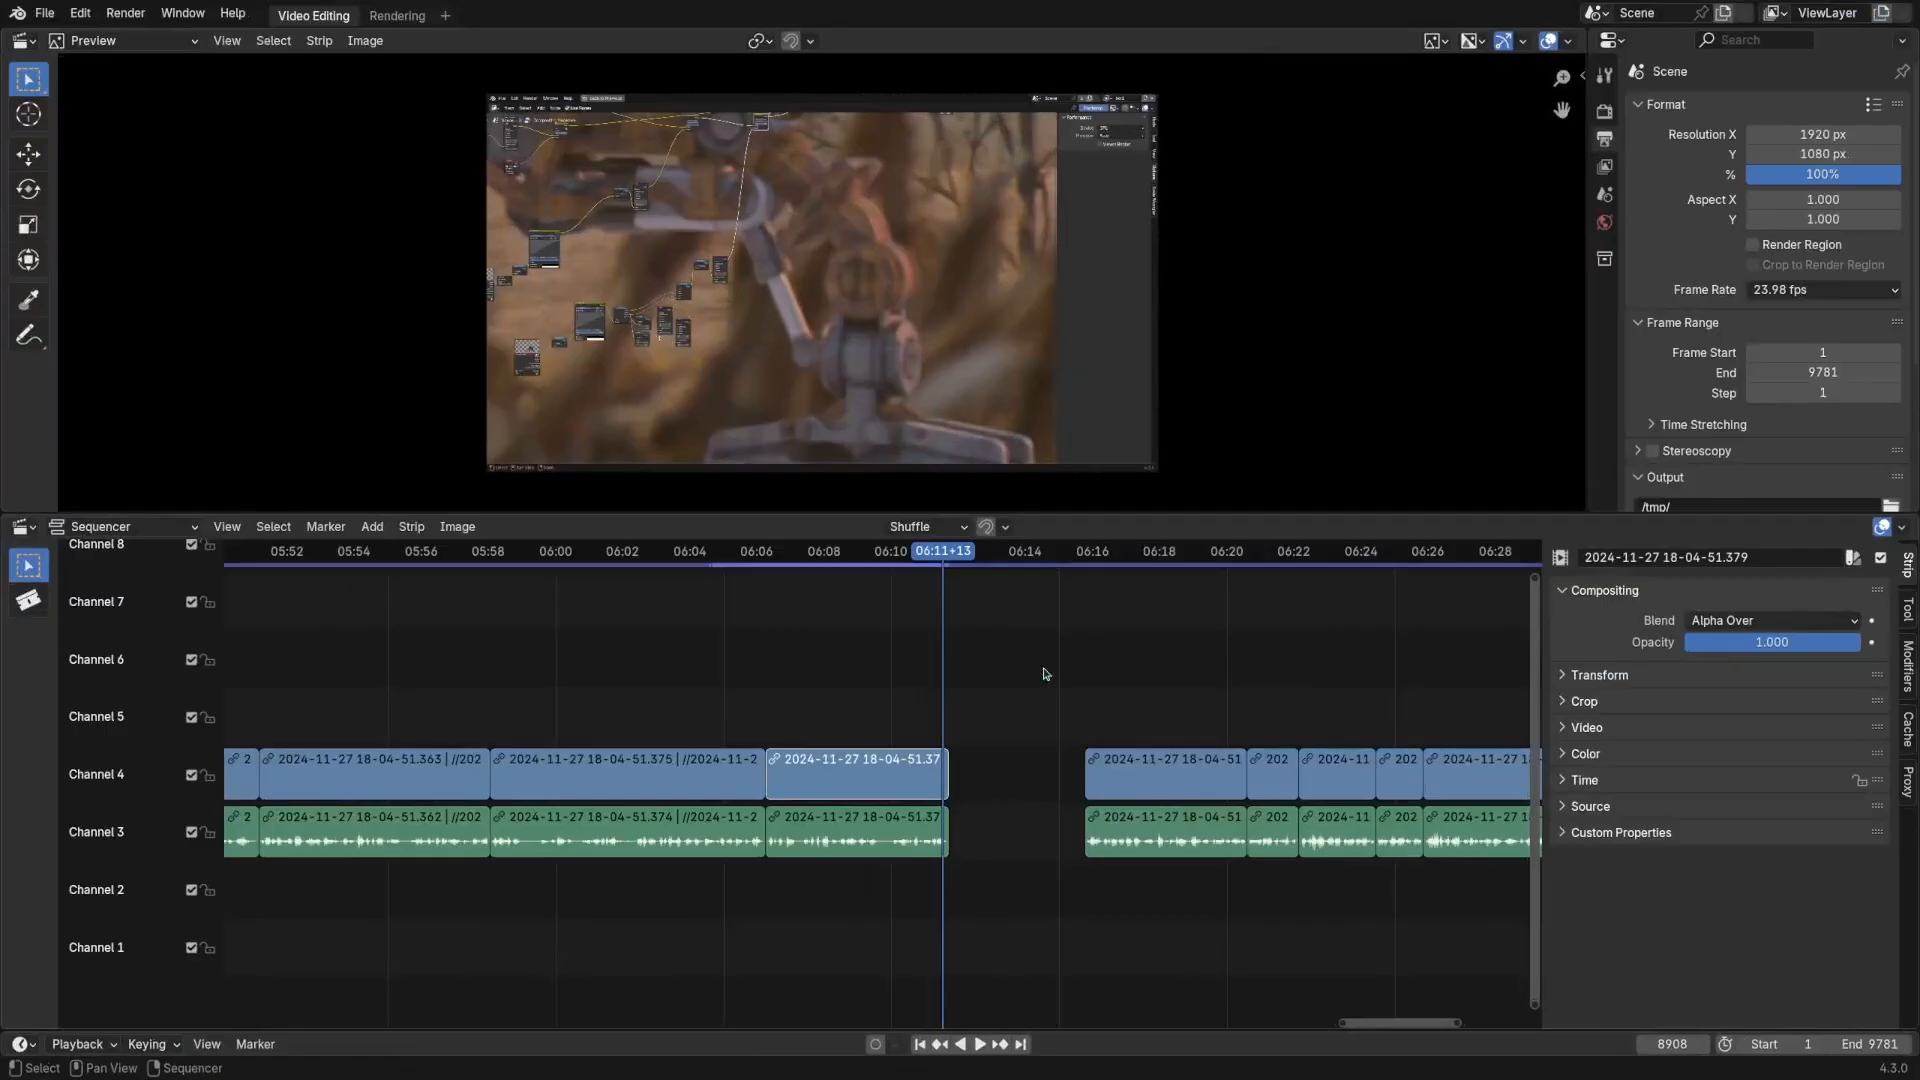 File Edit Render Window Help Video Editing Rendering + Scene ViewLayer
Preview View Select Strip Image Search
Scene
Format
Resolution X 1920 px
Y 1080 px
% 100%
Aspect X 1.000
Y 1.000
Render Region
Crop to Render Region
Frame Rate 23.98 fps
Frame Range
Frame Start 1
End 9781
Step 1
Time Stretching
Stereoscopy
Output
/tmp/
Sequencer View Select Marker Add Strip Image Shuffle
Channel 8 05:52 05:54 05:56 05:58 06:00 06:02 06:04 06:06 06:08 06:10 06:11+13 06:14 06:16 06:18 06:20 06:22 06:24 06:26 06:28
2024-11-27 18-04-51.379
Strip
Tool
Modifiers
Cache
Proxy
Compositing
Blend Alpha Over
Opacity 1.000
Transform
Crop
Video
Color
Time
Source
Custom Properties
Channel 7
Channel 6
Channel 5
Channel 4
2 2024-11-27 18-04-51.363 | //202 2024-11-27 18-04-51.375 | //2024-11-2 2024-11-27 18-04-51.37 2024-11-27 18-04-51 202 2024-11 202 2024-11-27 18
Channel 3
2 2024-11-27 18-04-51.362 | //202 2024-11-27 18-04-51.374 | //2024-11-2 2024-11-27 18-04-51.37 2024-11-27 18-04-51 202 2024-11 202 2024-11-27 18
Channel 2
Channel 1
Playback Keying View Marker 8908 Start 1 End 9781
Select Pan View Sequencer 4.3.0